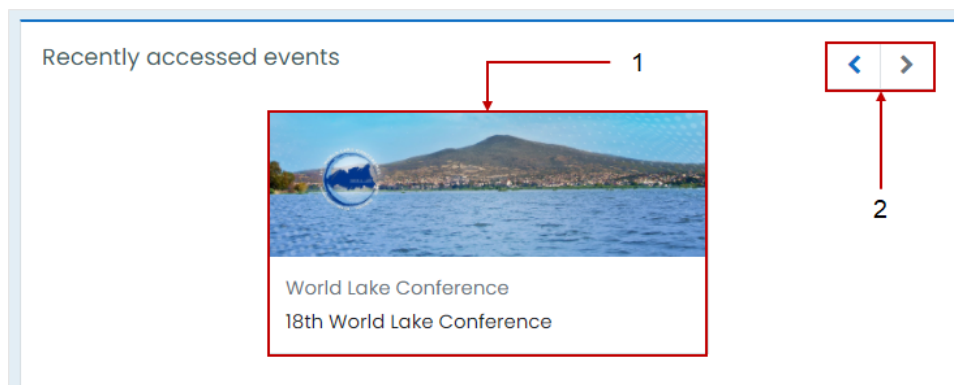 Recently accessed events
1
2
World Lake Conference
18th World Lake Conference